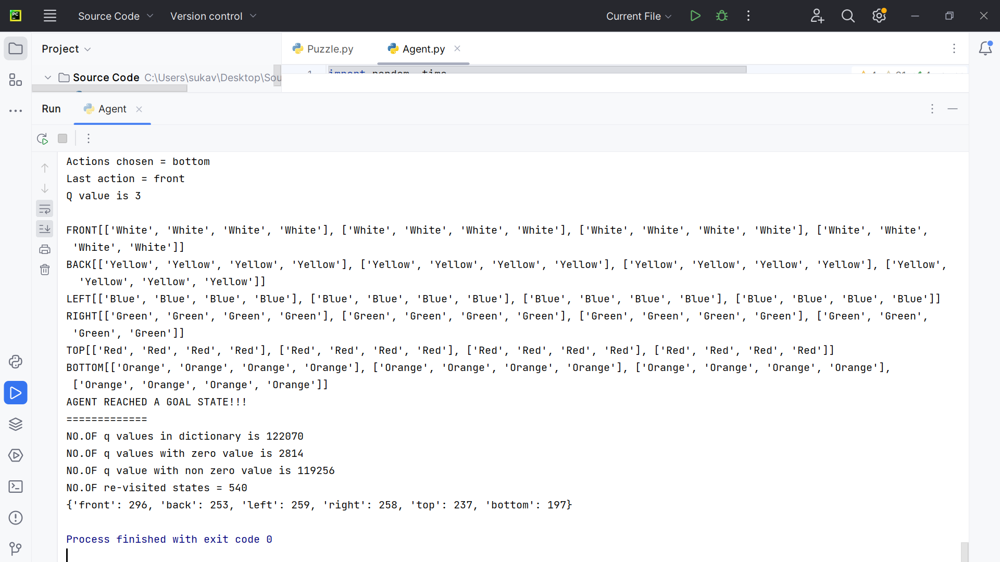 PC
Source Code
Version control
Current File
Project
Puzzle.py
Agent.py
Source Code C:\Users\sukav\Desktop\Sou
1 import random, time
Run
Agent
Actions chosen = bottom
Last action = front
Q value is 3
FRONT[['White', 'White', 'White', 'White'], ['White', 'White', 'White', 'White'], ['White', 'White', 'White', 'White'], ['White', 'White',
'White', 'White']]
BACK[['Yellow', 'Yellow', 'Yellow', 'Yellow'], ['Yellow', 'Yellow', 'Yellow', 'Yellow'], ['Yellow', 'Yellow', 'Yellow', 'Yellow'], ['Yellow',
'Yellow', 'Yellow', 'Yellow']]
LEFT[['Blue', 'Blue', 'Blue', 'Blue'], ['Blue', 'Blue', 'Blue', 'Blue'], ['Blue', 'Blue', 'Blue', 'Blue'], ['Blue', 'Blue', 'Blue', 'Blue']]
RIGHT[['Green', 'Green', 'Green', 'Green'], ['Green', 'Green', 'Green', 'Green'], ['Green', 'Green', 'Green', 'Green'], ['Green', 'Green',
'Green', 'Green']]
TOP[['Red', 'Red', 'Red', 'Red'], ['Red', 'Red', 'Red', 'Red'], ['Red', 'Red', 'Red', 'Red'], ['Red', 'Red', 'Red', 'Red']]
BOTTOM[['Orange', 'Orange', 'Orange', 'Orange'], ['Orange', 'Orange', 'Orange', 'Orange'], ['Orange', 'Orange', 'Orange', 'Orange'],
['Orange', 'Orange', 'Orange', 'Orange']]
AGENT REACHED A GOAL STATE!!!
=============
NO.OF q values in dictionary is 122070
NO.OF q values with zero value is 2814
NO.OF q value with non zero value is 119256
NO.OF re-visited states = 540
{'front': 296, 'back': 253, 'left': 259, 'right': 258, 'top': 237, 'bottom': 197}
Process finished with exit code 0